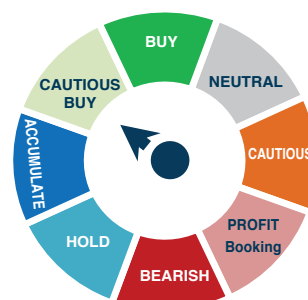 BUY
NEUTRAL
CAUTIOUS
PROFIT
Booking
BEARISH
HOLD
ACCUMULATE
CAUTIOUS
BUY